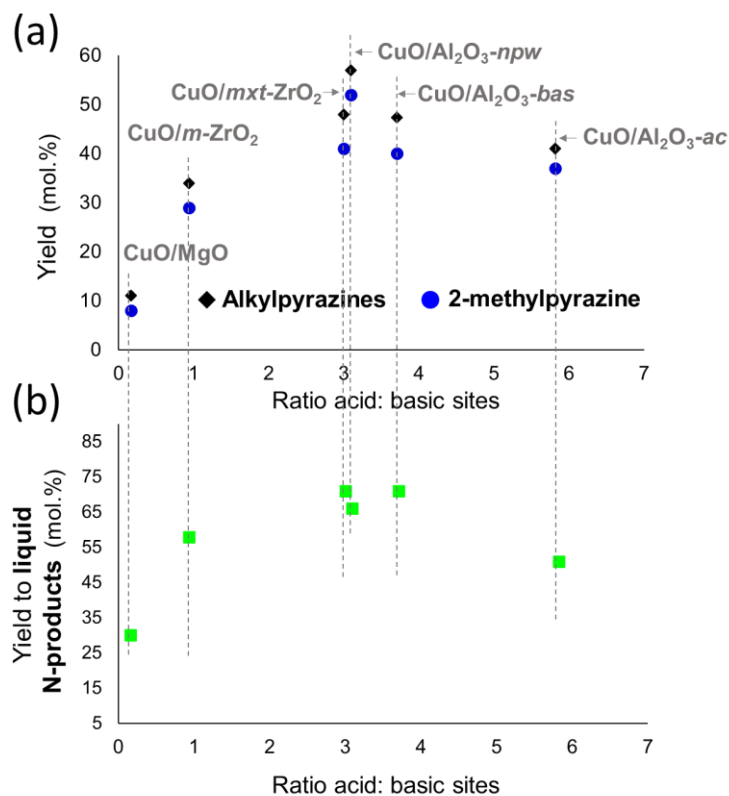 (a)
CuO/Al₂O₃-npw
CuO/mxt-ZrO₂
CuO/Al₂O₃-bas
CuO/m-ZrO₂
CuO/Al₂O₃-ac
CuO/MgO
Alkylpyrazines
2-methylpyrazine
Yield (mol.%)
60
50
40
30
20
10
0
0 1 2 3 4 5 6 7
Ratio acid: basic sites
(b)
Yield to liquid
N-products (mol.%)
85
75
65
55
45
35
25
15
5
0 1 2 3 4 5 6 7
Ratio acid: basic sites